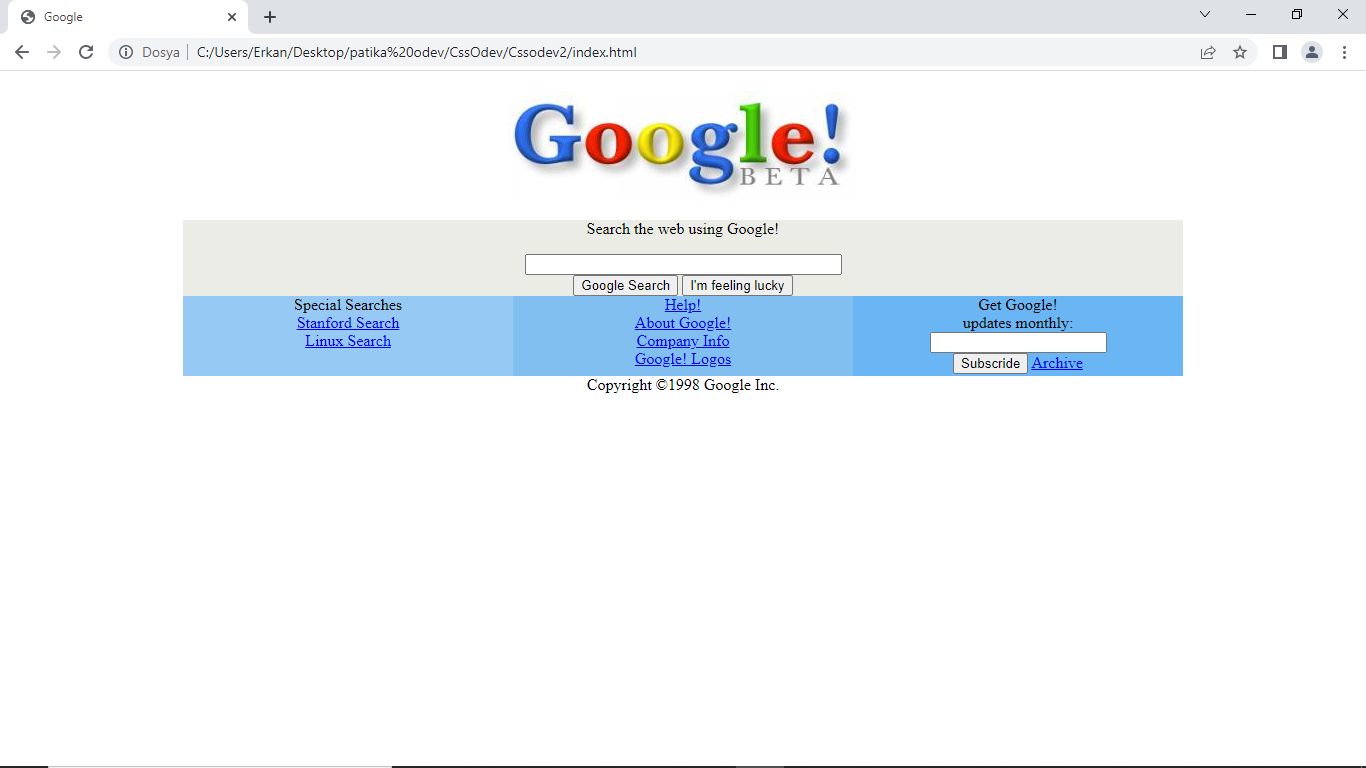 Google
Dosya C:/Users/Erkan/Desktop/patika%20odev/CssOdev/Cssodev2/index.html
Google!
BETA
Search the web using Google!
Google Search I'm feeling lucky
Special Searches
Stanford Search
Linux Search
Help!
About Google!
Company Info
Google! Logos
Get Google!
updates monthly:
Subscride Archive
Copyright ©1998 Google Inc.